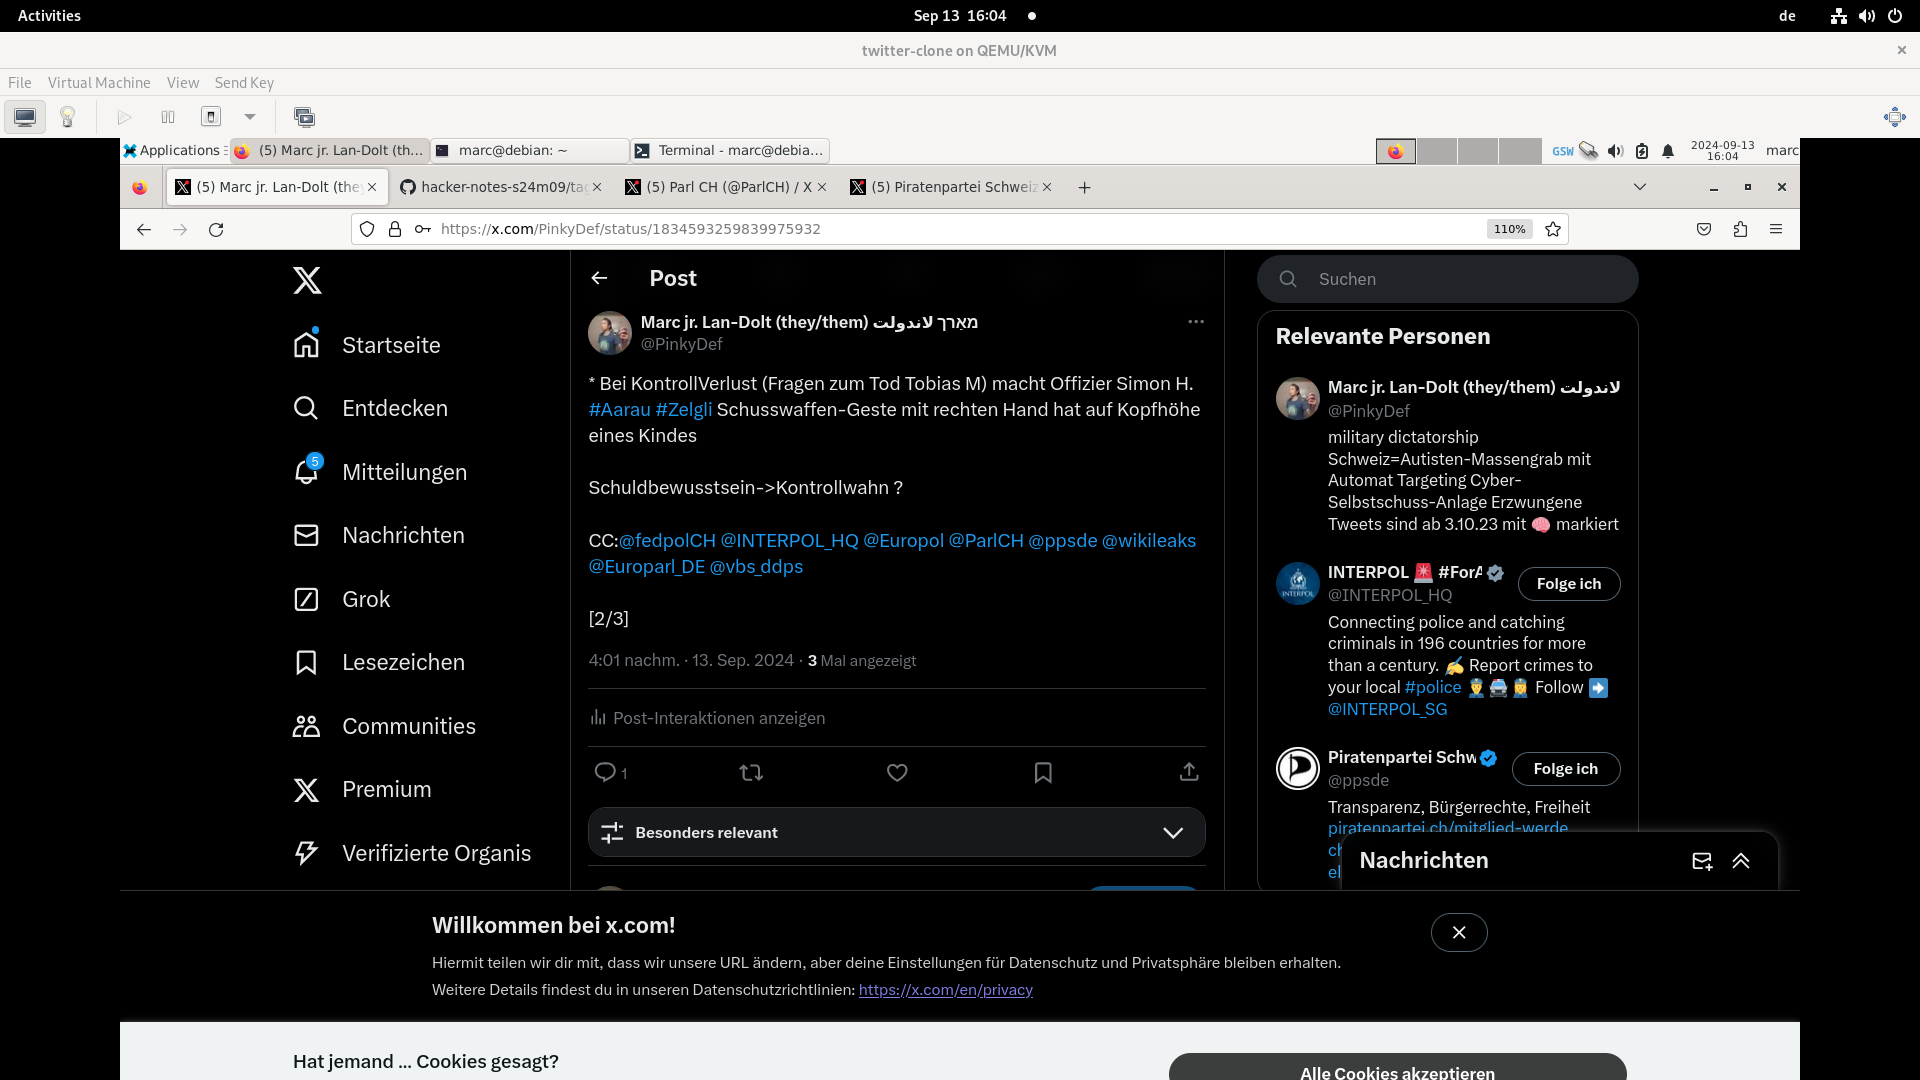 Activities
Sep 13 16:04
de
twitter-clone on QEMU/KVM
File Virtual Machine View Send Key
Applications
(5) Marc jr. Lan-Dolt (th...
marc@debian: ~
Terminal - marc@debia...
GSW
2024-09-13
16:04
marc
(5) Marc jr. Lan-Dolt (they
hacker-notes-s24m09/tag
(5) Parl CH (@ParlCH) / X
(5) Piratenpartei Schweiz
https://x.com/PinkyDef/status/1834593259839975932
110%
Startseite
Entdecken
5
Mitteilungen
Nachrichten
Grok
Lesezeichen
Communities
Premium
Verifizierte Organis
Post
Marc jr. Lan-Dolt (they/them) מאַרך لاندولت
@PinkyDef
* Bei KontrollVerlust (Fragen zum Tod Tobias M) macht Offizier Simon H.
#Aarau #Zelgli Schusswaffen-Geste mit rechten Hand hat auf Kopfhöhe
eines Kindes
Schuldbewusstsein->Kontrollwahn ?
CC:@fedpolCH @INTERPOL_HQ @Europol @ParlCH @ppsde @wikileaks
@Europarl_DE @vbs_ddps
[2/3]
4:01 nachm. · 13. Sep. 2024 · 3 Mal angezeigt
Post-Interaktionen anzeigen
1
Besonders relevant
Suchen
Relevante Personen
Marc jr. Lan-Dolt (they/them) لاندولت
@PinkyDef
military dictatorship
Schweiz=Autisten-Massengrab mit
Automat Targeting Cyber-
Selbstschuss-Anlage Erzwungene
Tweets sind ab 3.10.23 mit 🧠 markiert
INTERPOL 🚨 #ForA
Folge ich
@INTERPOL_HQ
Connecting police and catching
criminals in 196 countries for more
than a century. ✍️ Report crimes to
your local #police 👮🚔👮‍♀️ Follow ➡️
@INTERPOL_SG
Piratenpartei Schw
Folge ich
@ppsde
Transparenz, Bürgerrechte, Freiheit
piratenpartei.ch/mitglied-werde
ch
el
Nachrichten
Willkommen bei x.com!
Hiermit teilen wir dir mit, dass wir unsere URL ändern, aber deine Einstellungen für Datenschutz und Privatsphäre bleiben erhalten.
Weitere Details findest du in unseren Datenschutzrichtlinien: https://x.com/en/privacy
Hat jemand … Cookies gesagt?
Alle Cookies akzeptieren